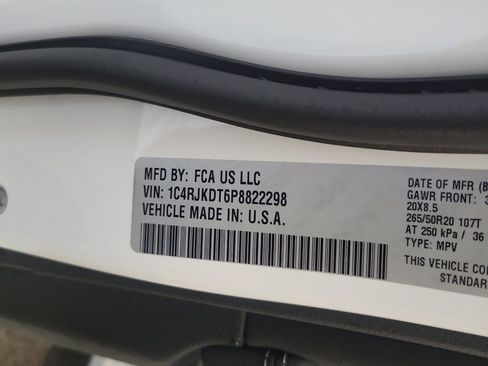 MFD BY: FCA US LLC
VIN: 1C4RJKDT6P8822298
VEHICLE MADE IN: U.S.A.
DATE OF MFR
GAWR FRONT:
20X8.5
265/50R20 107T
AT 250 kPa / 36
TYPE: MPV
THIS VEHICLE
STANDAR